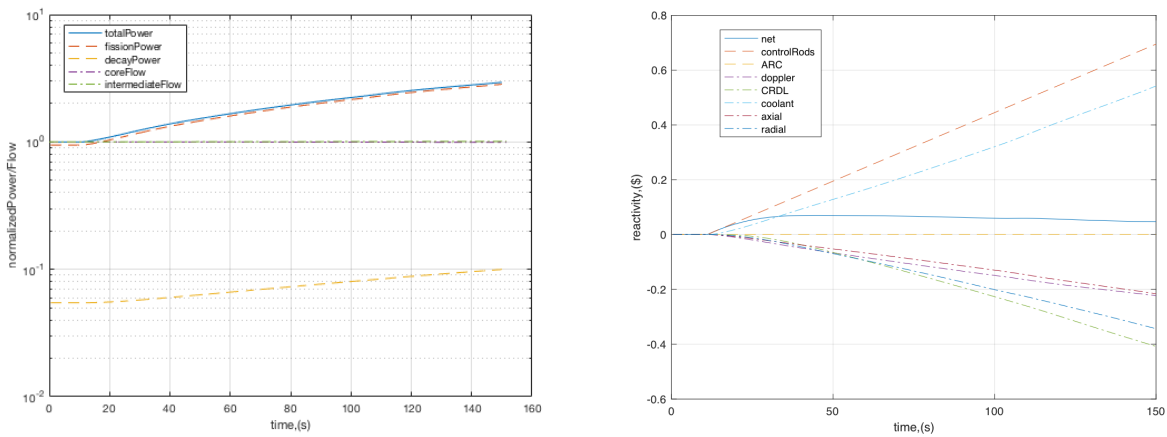 10^1
10^0
10^-1
10^-2
normalizedPower/Flow
totalPower
fissionPower
decayPower
coreFlow
intermediateFlow
0 20 40 60 80 100 120 140 160
time,(s)
0.8
0.6
0.4
0.2
0
-0.2
-0.4
-0.6
reactivity,($)
net
controlRods
ARC
doppler
CRDL
coolant
axial
radial
0 50 100 150
time,(s)